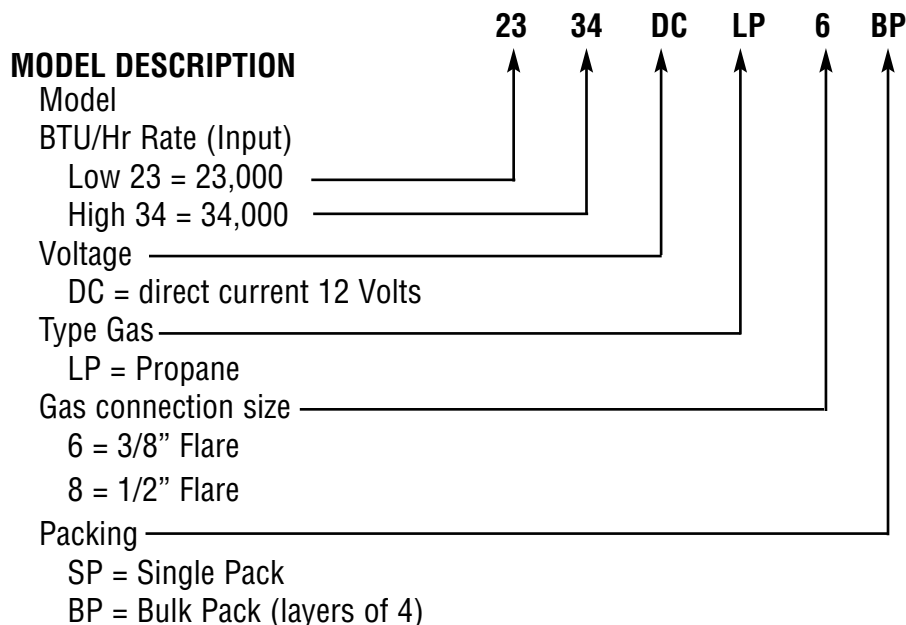 23 34 DC LP 6 BP
MODEL DESCRIPTION
Model
BTU/Hr Rate (Input)
Low 23 = 23,000
High 34 = 34,000
Voltage
DC = direct current 12 Volts
Type Gas
LP = Propane
Gas connection size
6 = 3/8” Flare
8 = 1/2” Flare
Packing
SP = Single Pack
BP = Bulk Pack (layers of 4)